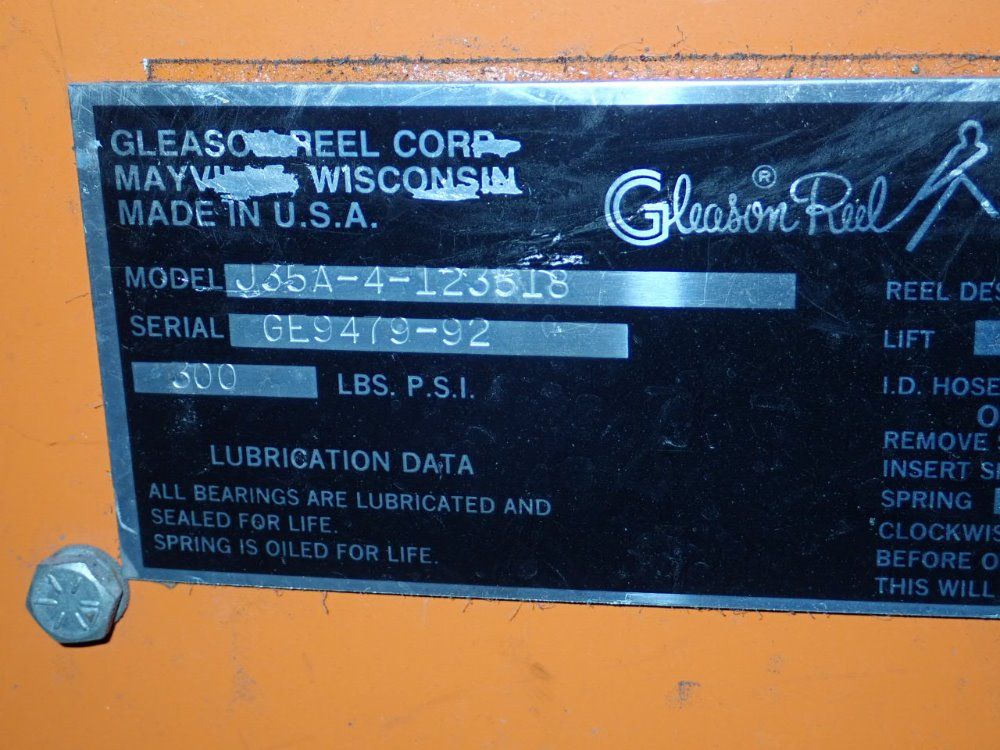 GLEASON REEL CORP.
MAYVILLE WISCONSIN
MADE IN U.S.A.
Gleason Reel ®
MODEL J35A-4-123518
SERIAL GE9479-92
300 LBS. P.S.I.
LUBRICATION DATA
ALL BEARINGS ARE LUBRICATED AND
SEALED FOR LIFE.
SPRING IS OILED FOR LIFE.
REEL DES
LIFT
I.D. HOSE
O
REMOVE
INSERT S
SPRING
CLOCKWIS
BEFORE O
THIS WILL